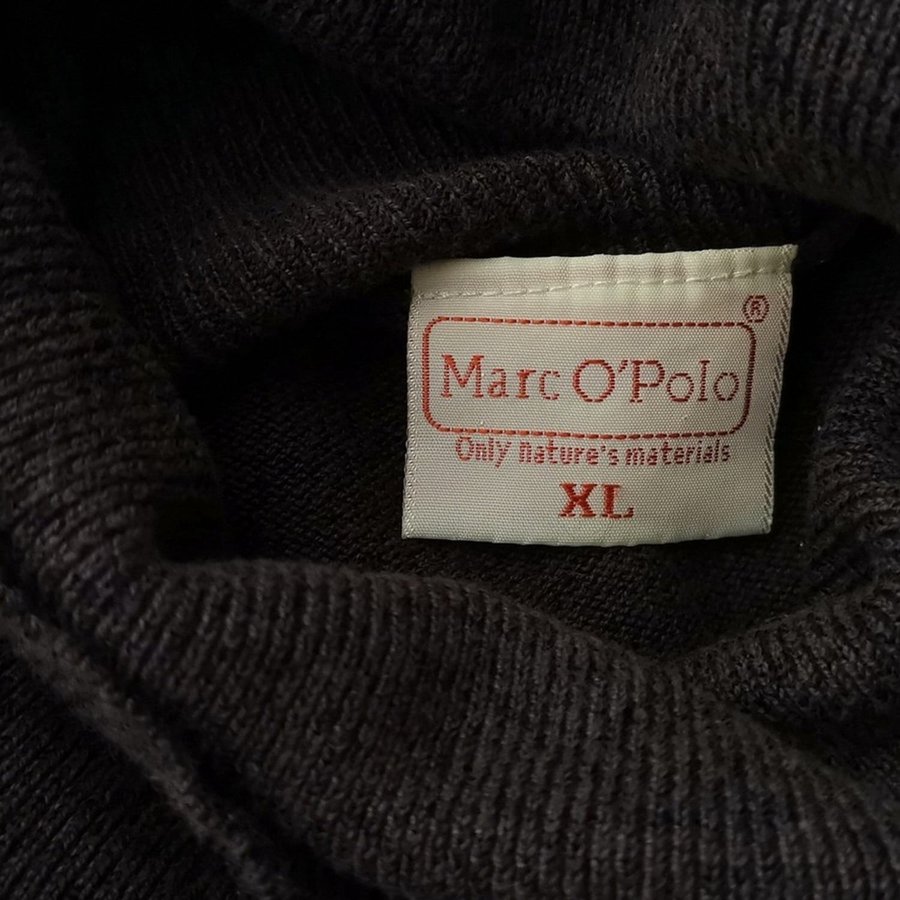 ®
Marc O'Polo
Only nature's materials
XL